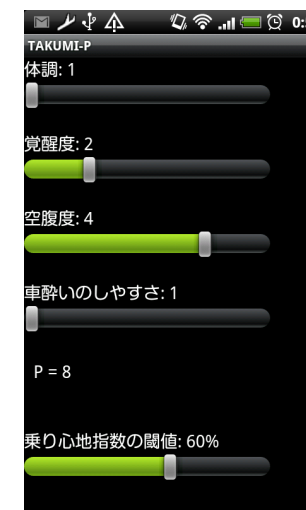 0:
TAKUMI-P
体調: 1
覚醒度: 2
空腹度: 4
車酔いのしやすさ: 1
P = 8
乗り心地指数の閾値: 60%